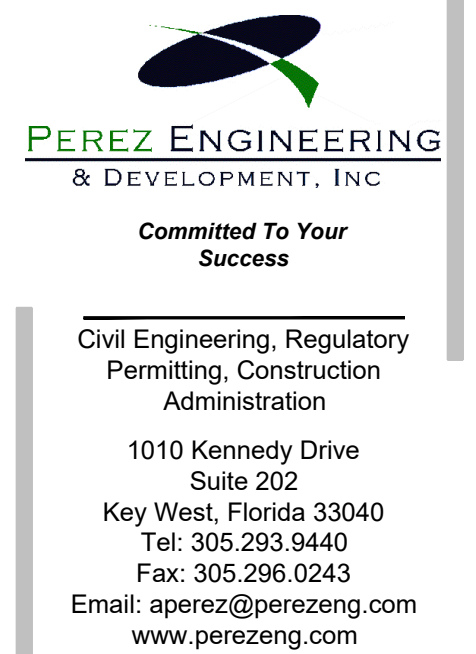 PEREZ ENGINEERING
& DEVELOPMENT, INC
Committed To Your
Success
Civil Engineering, Regulatory
Permitting, Construction
Administration
1010 Kennedy Drive
Suite 202
Key West, Florida 33040
Tel: 305.293.9440
Fax: 305.296.0243
Email: aperez@perezeng.com
www.perezeng.com